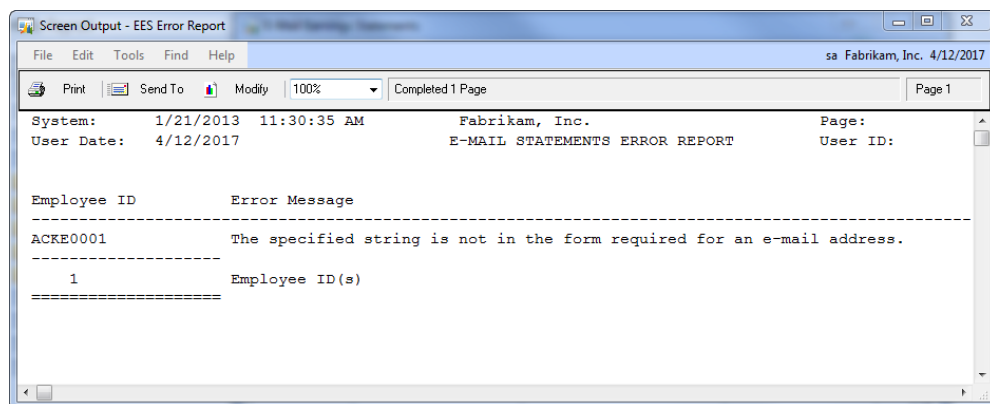 Screen Output - EES Error Report
File Edit Tools Find Help sa Fabrikam, Inc. 4/12/2017
Print Send To Modify 100% Completed 1 Page Page 1
System: 1/21/2013 11:30:35 AM Fabrikam, Inc. Page:
User Date: 4/12/2017 E-MAIL STATEMENTS ERROR REPORT User ID:
Employee ID Error Message
ACKE0001 The specified string is not in the form required for an e-mail address.
1 Employee ID(s)